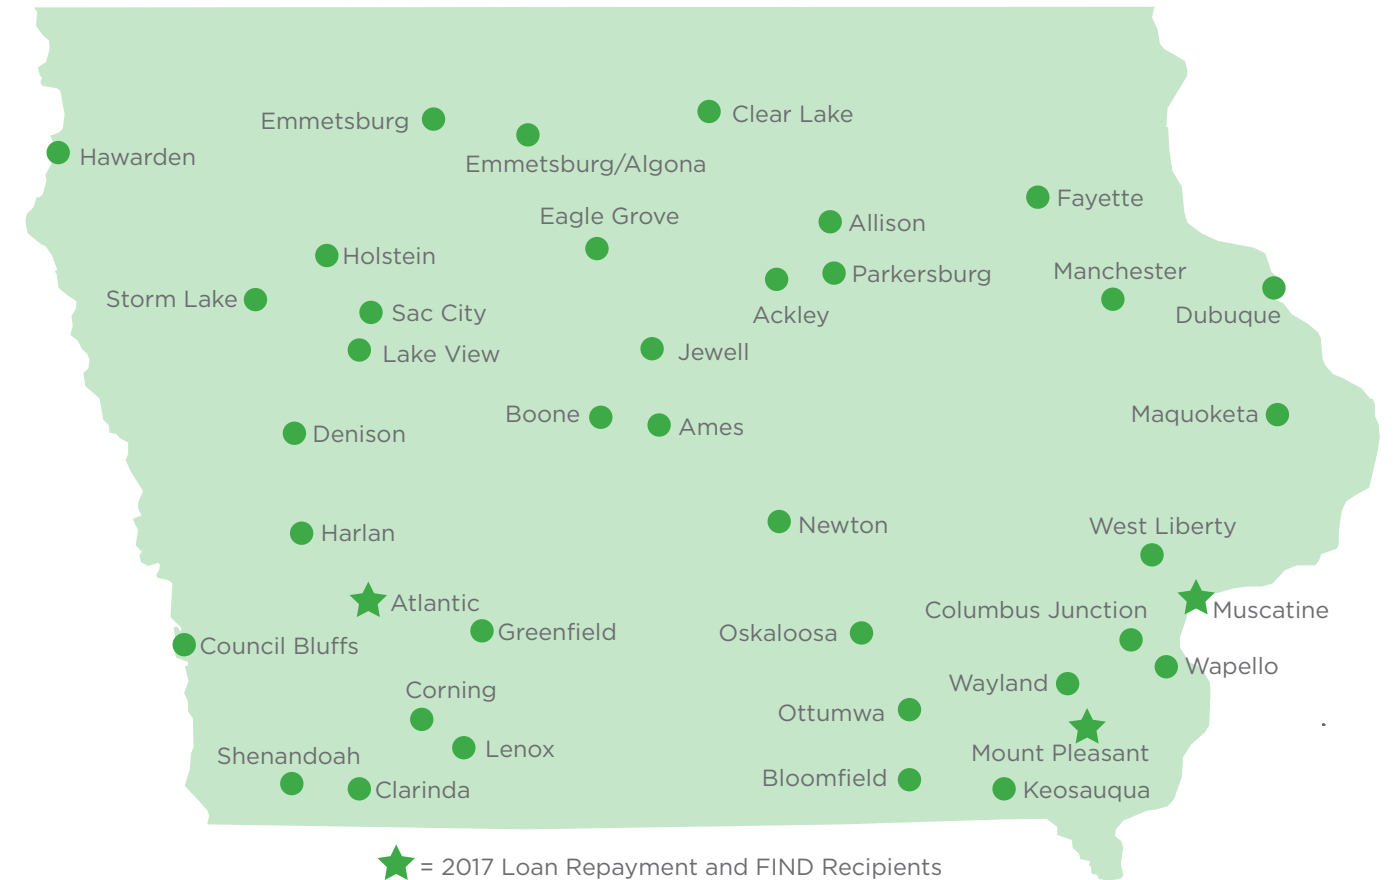 Clear Lake
Emmetsburg
Hawarden
Emmetsburg/Algona
Fayette
Eagle Grove
Allison
Holstein
Manchester
Parkersburg
Storm Lake
Sac City
Ackley
Dubuque
Lake View
Jewell
Boone
Maquoketa
Ames
Denison
Newton
West Liberty
Harlan
Atlantic
Columbus Junction
Muscatine
Greenfield
Oskaloosa
Council Bluffs
Wapello
Wayland
Corning
Ottumwa
Lenox
Mount Pleasant
Shenandoah
Bloomfield
Clarinda
Keosauqua
= 2017 Loan Repayment and FIND Recipients